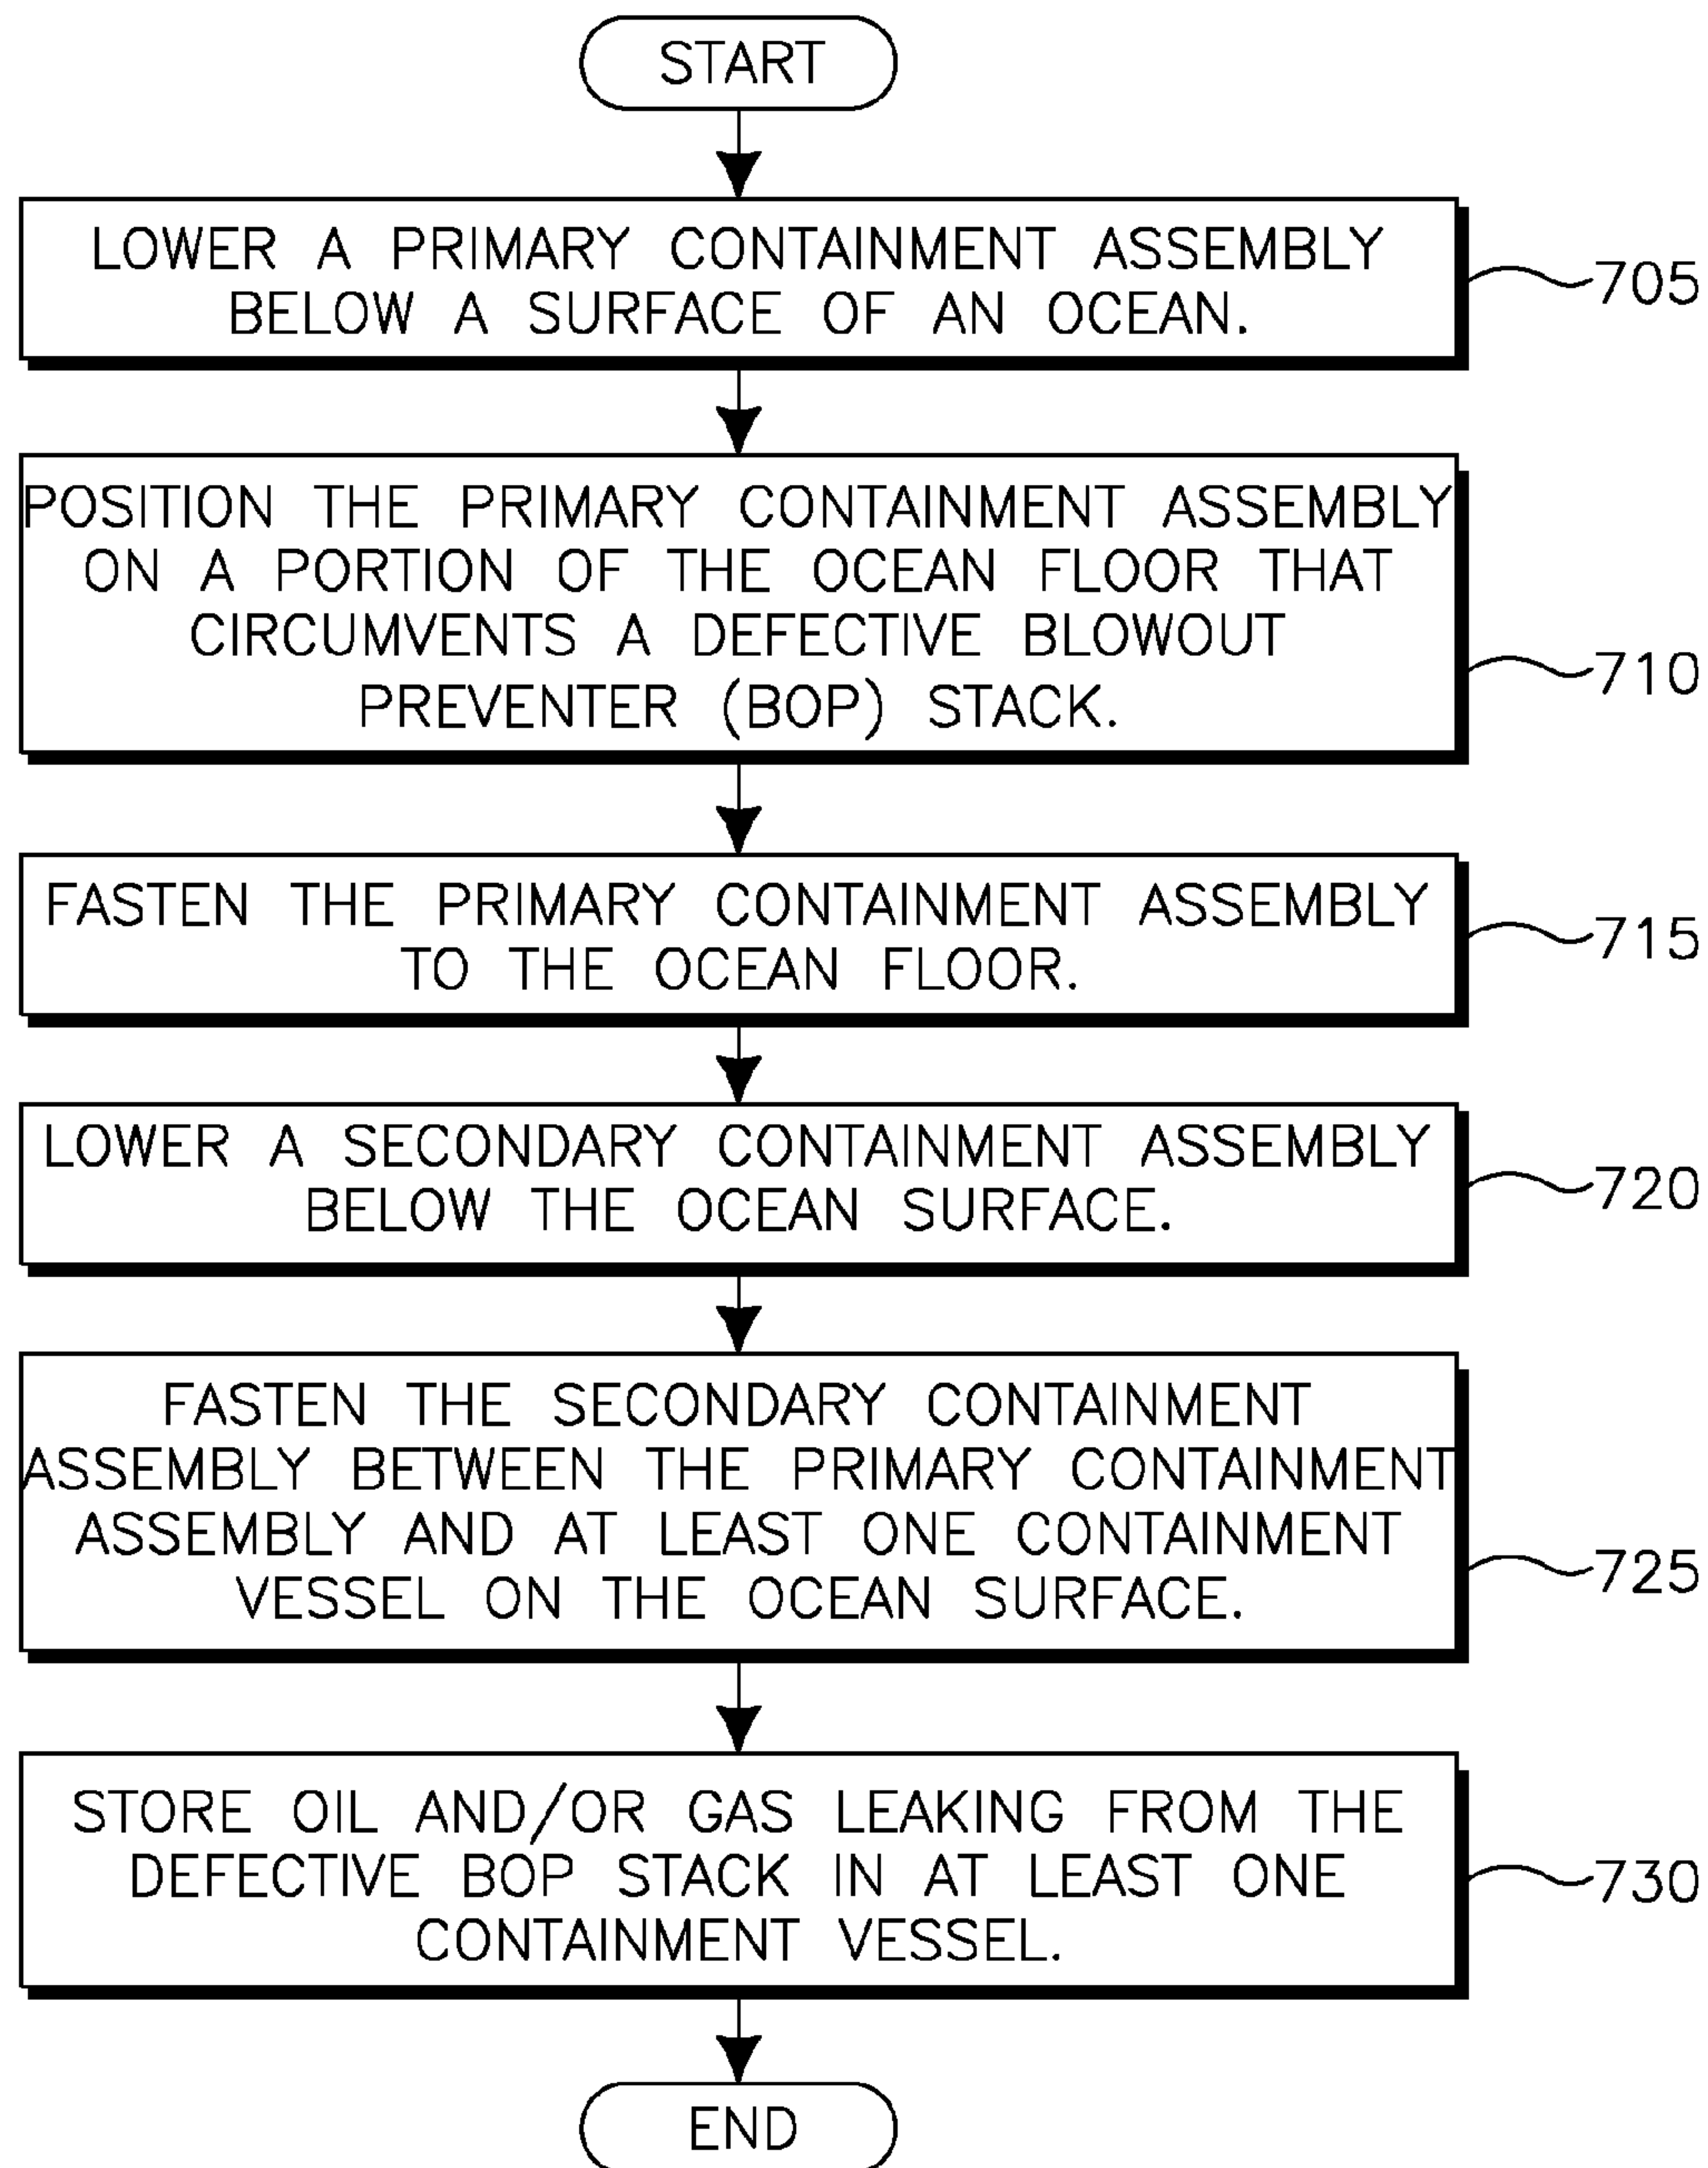 START
LOWER A PRIMARY CONTAINMENT ASSEMBLY
BELOW A SURFACE OF AN OCEAN.
705
POSITION THE PRIMARY CONTAINMENT ASSEMBLY
ON A PORTION OF THE OCEAN FLOOR THAT
CIRCUMVENTS A DEFECTIVE BLOWOUT
PREVENTER (BOP) STACK.
710
FASTEN THE PRIMARY CONTAINMENT ASSEMBLY
TO THE OCEAN FLOOR.
715
LOWER A SECONDARY CONTAINMENT ASSEMBLY
BELOW THE OCEAN SURFACE.
720
FASTEN THE SECONDARY CONTAINMENT
ASSEMBLY BETWEEN THE PRIMARY CONTAINMENT
ASSEMBLY AND AT LEAST ONE CONTAINMENT
VESSEL ON THE OCEAN SURFACE.
725
STORE OIL AND/OR GAS LEAKING FROM THE
DEFECTIVE BOP STACK IN AT LEAST ONE
CONTAINMENT VESSEL.
730
END